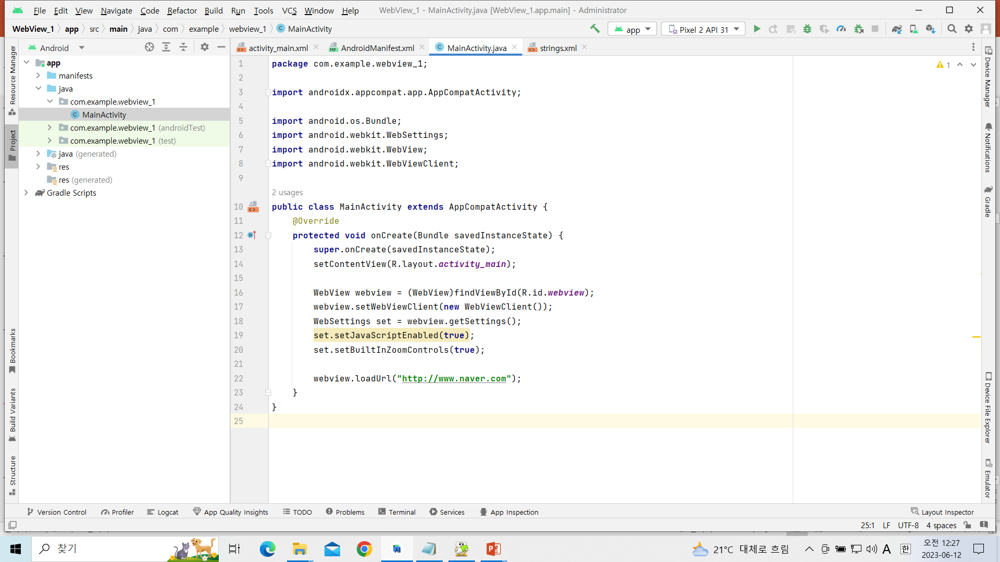 File Edit View Navigate Code Refactor Build Run Tools VCS Window Help WebView_1 - MainActivity.java [WebView_1.app.main] - Administrator
WebView_1 app src main java com example webview_1 MainActivity
app Pixel 2 API 31
Android
activity_main.xml AndroidManifest.xml MainActivity.java strings.xml
Resource Manager
Project
Bookmarks
Build Variants
Structure
app
manifests
java
com.example.webview_1
MainActivity
com.example.webview_1 (androidTest)
com.example.webview_1 (test)
java (generated)
res
res (generated)
Gradle Scripts
1 package com.example.webview_1;
2
3 import androidx.appcompat.app.AppCompatActivity;
4
5 import android.os.Bundle;
6 import android.webkit.WebSettings;
7 import android.webkit.WebView;
8 import android.webkit.WebViewClient;
9
2 usages
10 public class MainActivity extends AppCompatActivity {
11 @Override
12 protected void onCreate(Bundle savedInstanceState) {
13 super.onCreate(savedInstanceState);
14 setContentView(R.layout.activity_main);
15
16 WebView webview = (WebView)findViewById(R.id.webview);
17 webview.setWebViewClient(new WebViewClient());
18 WebSettings set = webview.getSettings();
19 set.setJavaScriptEnabled(true);
20 set.setBuiltInZoomControls(true);
21
22 webview.loadUrl("http://www.naver.com");
23 }
24 }
25
1
Device Manager
Notifications
Gradle
Device File Explorer
Emulator
Version Control Profiler Logcat App Quality Insights TODO Problems Terminal Services App Inspection Layout Inspector
25:1 LF UTF-8 4 spaces
찾기
21°C 대체로 흐림 A 한
오전 12:27
2023-06-12